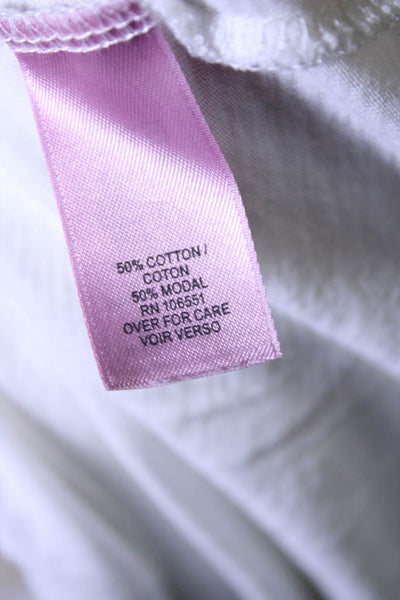 50% COTTON /
COTON
50% MODAL
RN 106551
OVER FOR CARE
VOIR VERSO